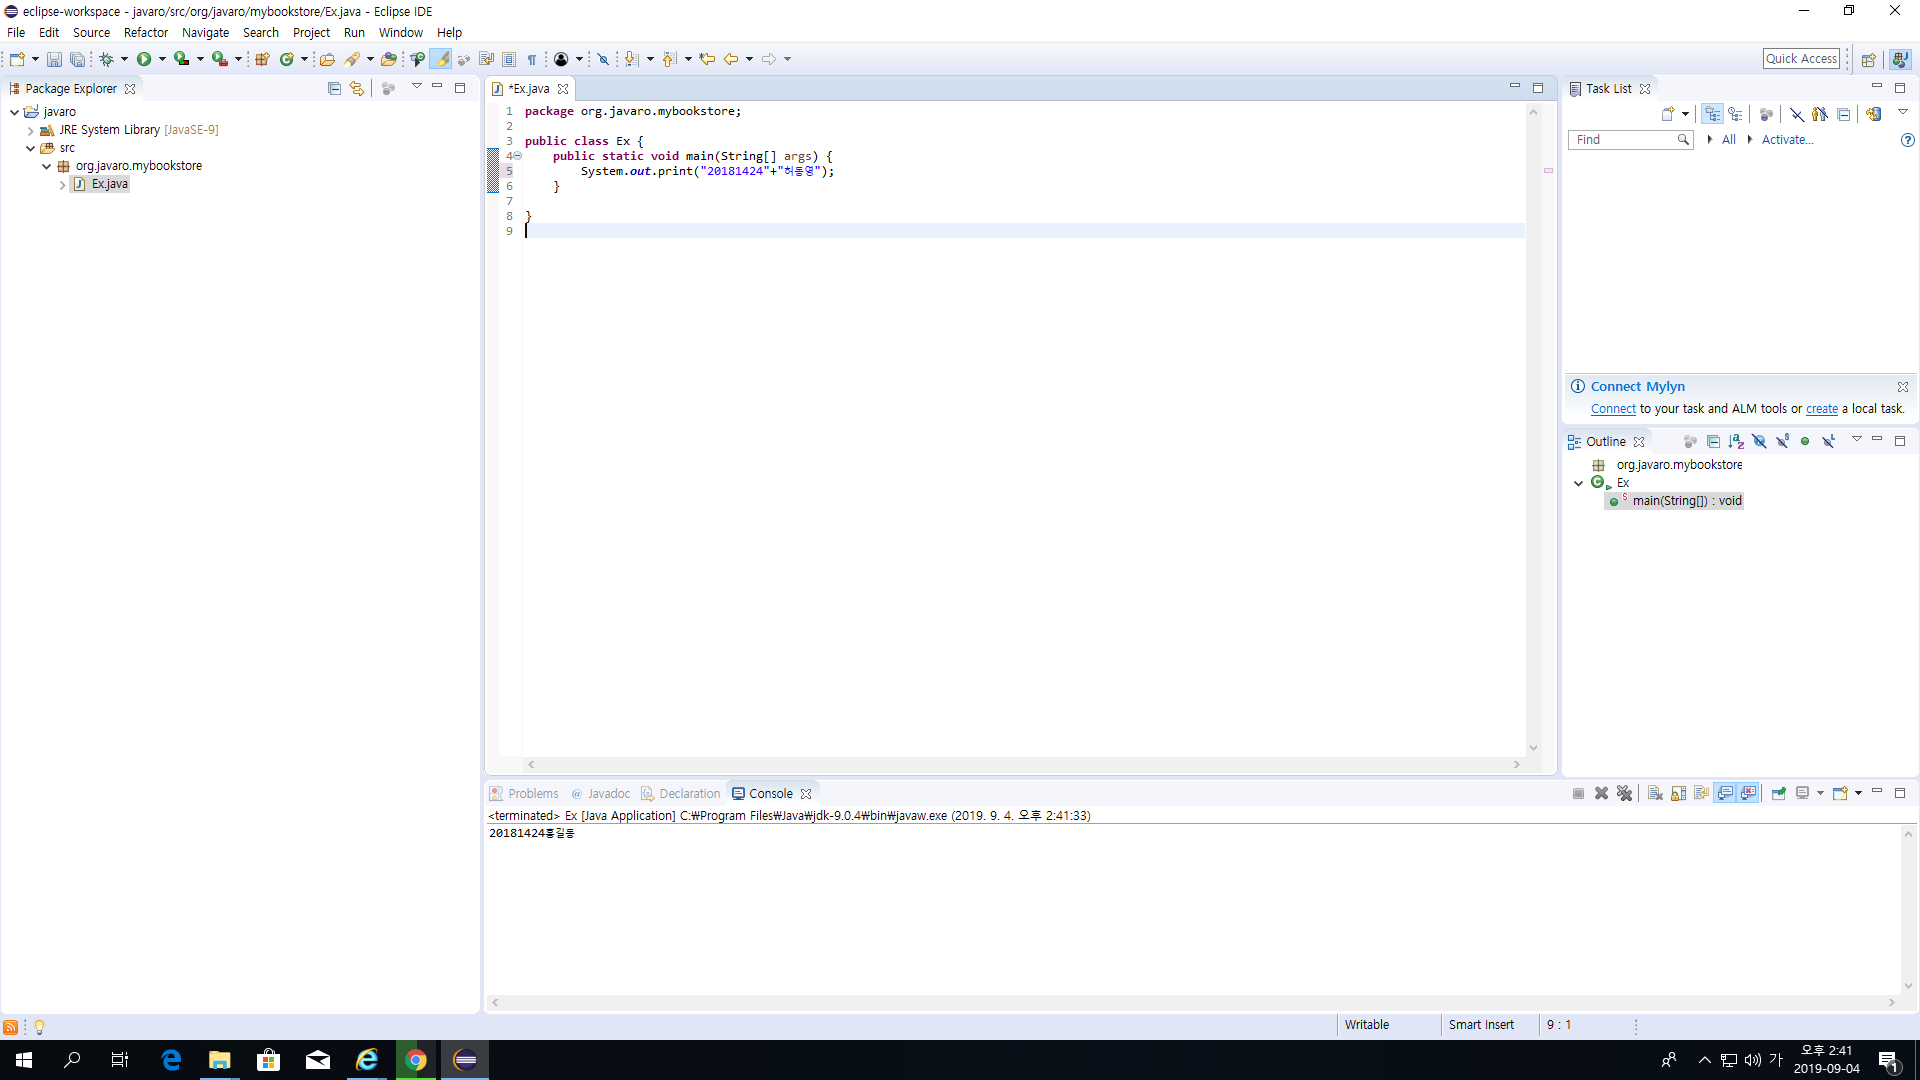 eclipse-workspace - javaro/src/org/javaro/mybookstore/Ex.java - Eclipse IDE
File Edit Source Refactor Navigate Search Project Run Window Help
Quick Access
Package Explorer
javaro
JRE System Library [JavaSE-9]
src
org.javaro.mybookstore
Ex.java
*Ex.java
1 package org.javaro.mybookstore;
2
3 public class Ex {
4 public static void main(String[] args) {
5 System.out.print("20181424"+"허동영");
6 }
7
8 }
9
Task List
Find All Activate...
Connect Mylyn
Connect to your task and ALM tools or create a local task.
Outline
org.javaro.mybookstore
Ex
main(String[]) : void
Problems Javadoc Declaration Console
<terminated> Ex [Java Application] C:₩Program Files₩Java₩jdk-9.0.4₩bin₩javaw.exe (2019. 9. 4. 오후 2:41:33)
20181424홍길동
Writable Smart Insert 9 : 1
가
오후 2:41
2019-09-04
1